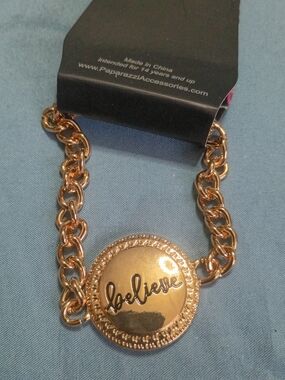 Made in China
Intended for 14 years and up
www.PaparazziAccessories.com
believe